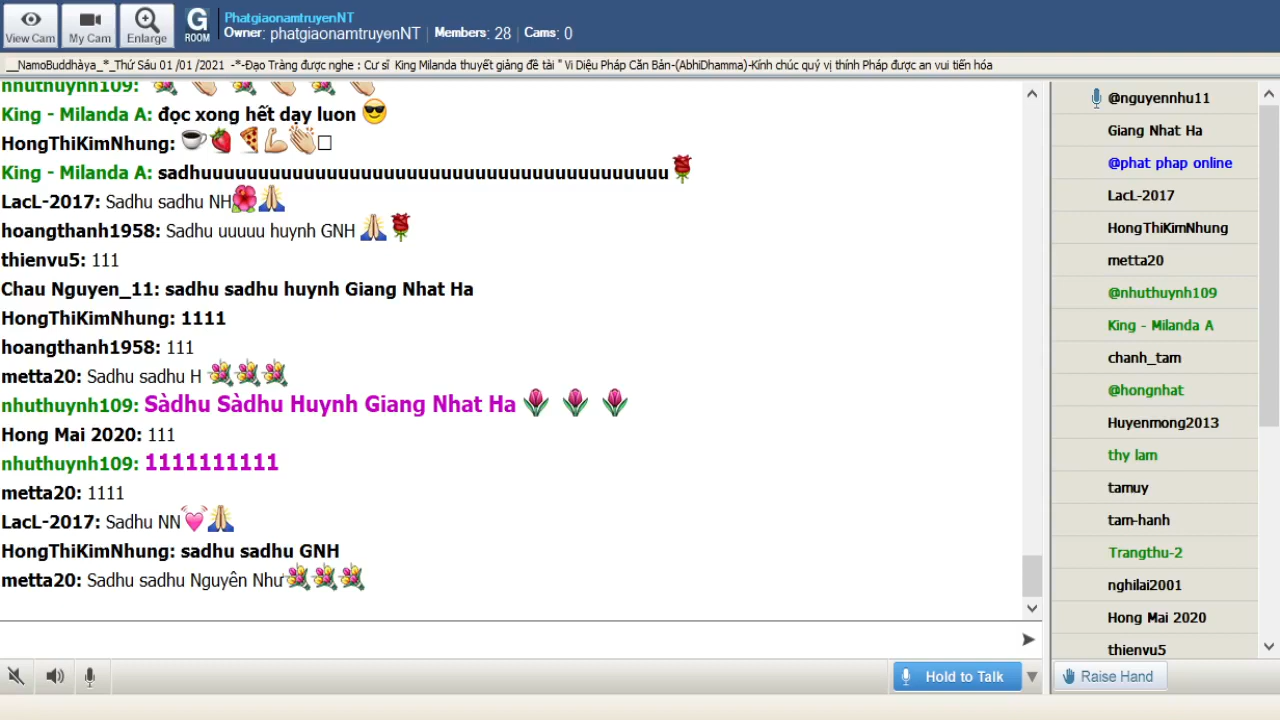 View Cam
My Cam
Enlarge
G
ROOM
PhatgiaonamtruyenNT
Owner: phatgiaonamtruyenNT | Members: 28 | Cams: 0
__NamoBuddhàya_*_Thứ Sáu 01 /01 /2021 -*-Đạo Tràng được nghe : Cư sĩ King Milanda thuyết giảng đề tài " Vi Diệu Pháp Căn Bản-(AbhiDhamma)-Kính chúc quý vị thính Pháp được an vui tiến hóa
nhuthuynh109:
King - Milanda A: đọc xong hết dạy luon
HongThiKimNhung:
King - Milanda A: sadhuuuuuuuuuuuuuuuuuuuuuuuuuuuuuuuuuuuuuuuuu
LacL-2017: Sadhu sadhu NH
hoangthanh1958: Sadhu uuuuu huynh GNH
thienvu5: 111
Chau Nguyen_11: sadhu sadhu huynh Giang Nhat Ha
HongThiKimNhung: 1111
hoangthanh1958: 111
metta20: Sadhu sadhu H
nhuthuynh109: Sàdhu Sàdhu Huynh Giang Nhat Ha
Hong Mai 2020: 111
nhuthuynh109: 1111111111
metta20: 1111
LacL-2017: Sadhu NN
HongThiKimNhung: sadhu sadhu GNH
metta20: Sadhu sadhu Nguyên Như
@nguyennhu11
Giang Nhat Ha
@phat phap online
LacL-2017
HongThiKimNhung
metta20
@nhuthuynh109
King - Milanda A
chanh_tam
@hongnhat
Huyenmong2013
thy lam
tamuy
tam-hanh
Trangthu-2
nghilai2001
Hong Mai 2020
thienvu5
Hold to Talk
Raise Hand